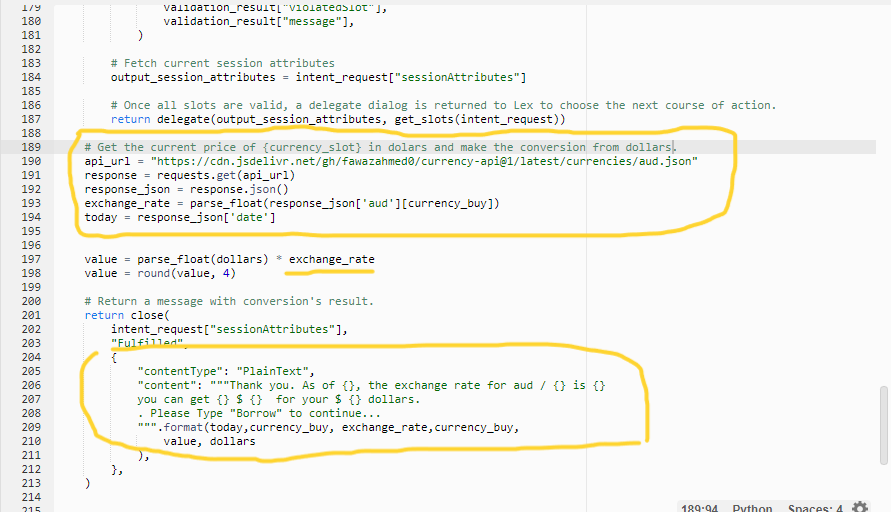 179 validation_result["violatedSlot"],
180 validation_result["message"],
181 )
182
183 # Fetch current session attributes
184 output_session_attributes = intent_request["sessionAttributes"]
185
186 # Once all slots are valid, a delegate dialog is returned to Lex to choose the next course of action.
187 return delegate(output_session_attributes, get_slots(intent_request))
188
189 # Get the current price of {currency_slot} in dolars and make the conversion from dollars.
190 api_url = "https://cdn.jsdelivr.net/gh/fawazahmed0/currency-api@1/latest/currencies/aud.json"
191 response = requests.get(api_url)
192 response_json = response.json()
193 exchange_rate = parse_float(response_json['aud'][currency_buy])
194 today = response_json['date']
195
196
197 value = parse_float(dollars) * exchange_rate
198 value = round(value, 4)
199
200 # Return a message with conversion's result.
201 return close(
202 intent_request["sessionAttributes"],
203 "Fulfilled",
204 {
205 "contentType": "PlainText",
206 "content": """Thank you. As of {}, the exchange rate for aud / {} is {}
207 you can get {} $ {}  for your $ {} dollars.
208 . Please Type "Borrow" to continue...
209 """.format(today,currency_buy, exchange_rate,currency_buy,
210 value, dollars
211 ),
212 },
213 )
214
215
189:94 Python Spaces: 4